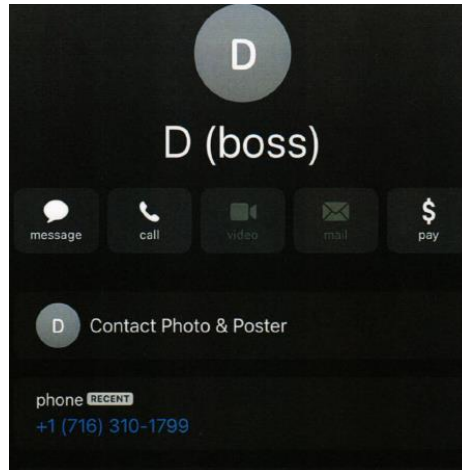 D
D (boss)
message
call
video
mail
$
pay
D Contact Photo & Poster
phone RECENT
+1 (716) 310-1799